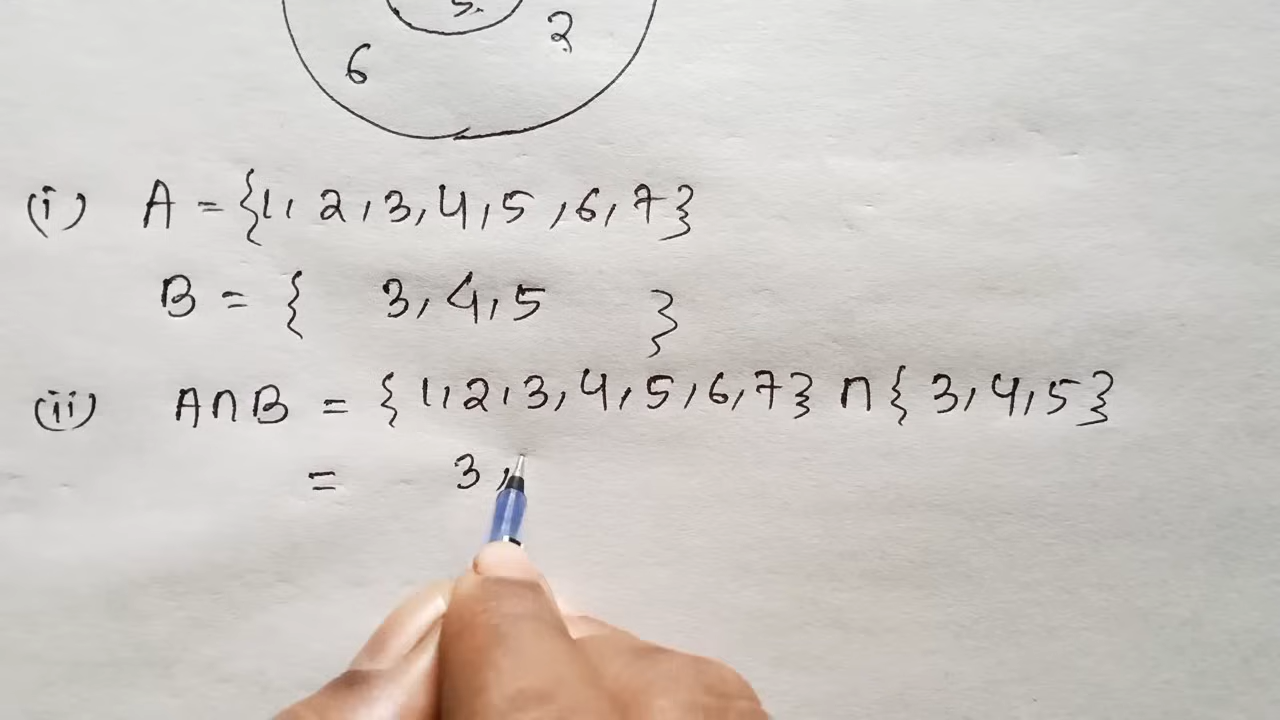 5.
2
6
(i) A = {1, 2, 3, 4, 5, 6, 7}
B = { 3, 4, 5 }
(ii) A∩B = {1, 2, 3, 4, 5, 6, 7} ∩ {3, 4, 5}
= 3,